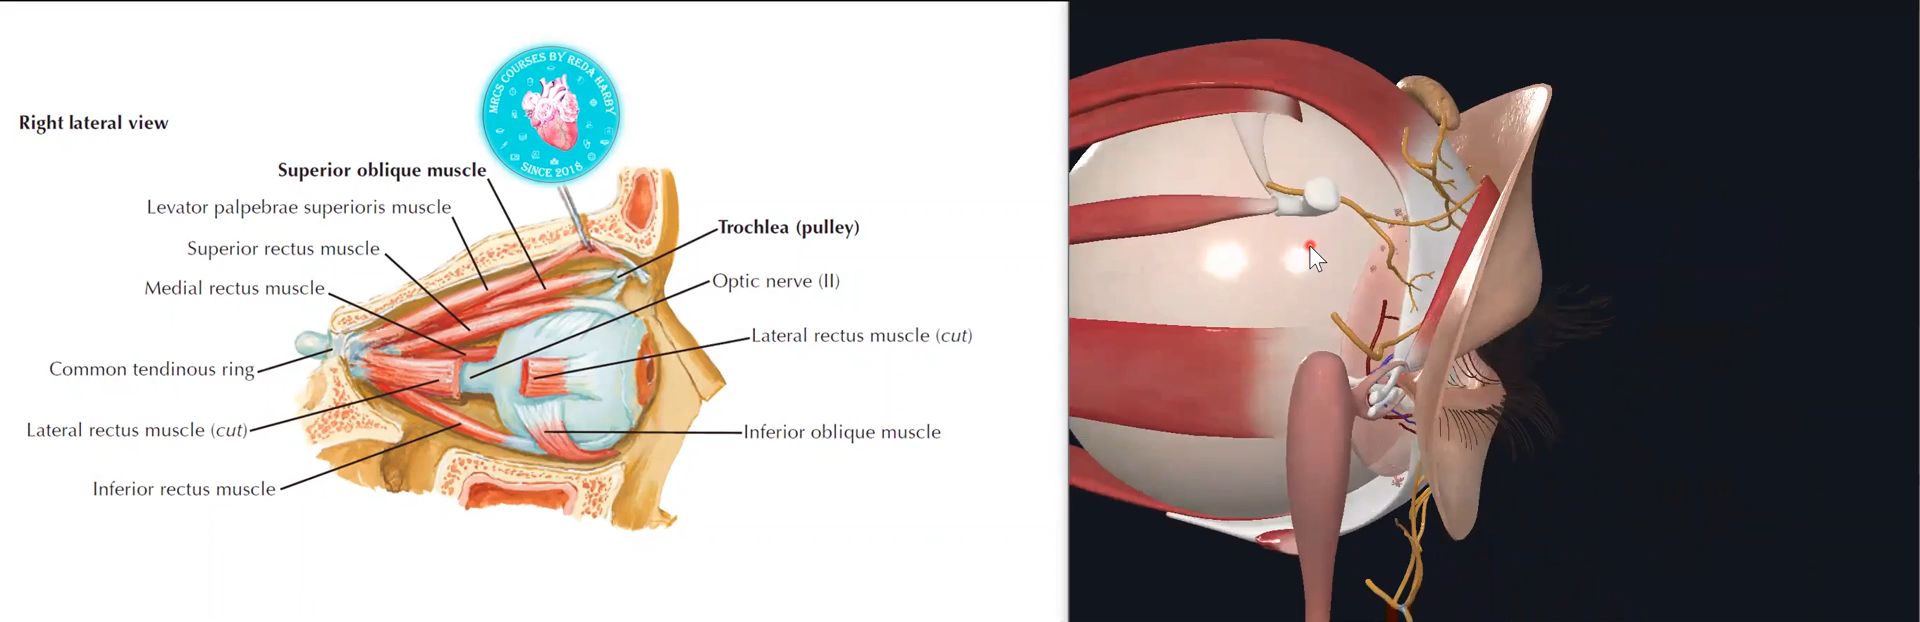 MRCS COURSES BY REDA HARBY
SINCE 2018
Right lateral view
Superior oblique muscle
Levator palpebrae superioris muscle
Trochlea (pulley)
Superior rectus muscle
Optic nerve (II)
Medial rectus muscle
Lateral rectus muscle (cut)
Common tendinous ring
Lateral rectus muscle (cut)
Inferior oblique muscle
Inferior rectus muscle